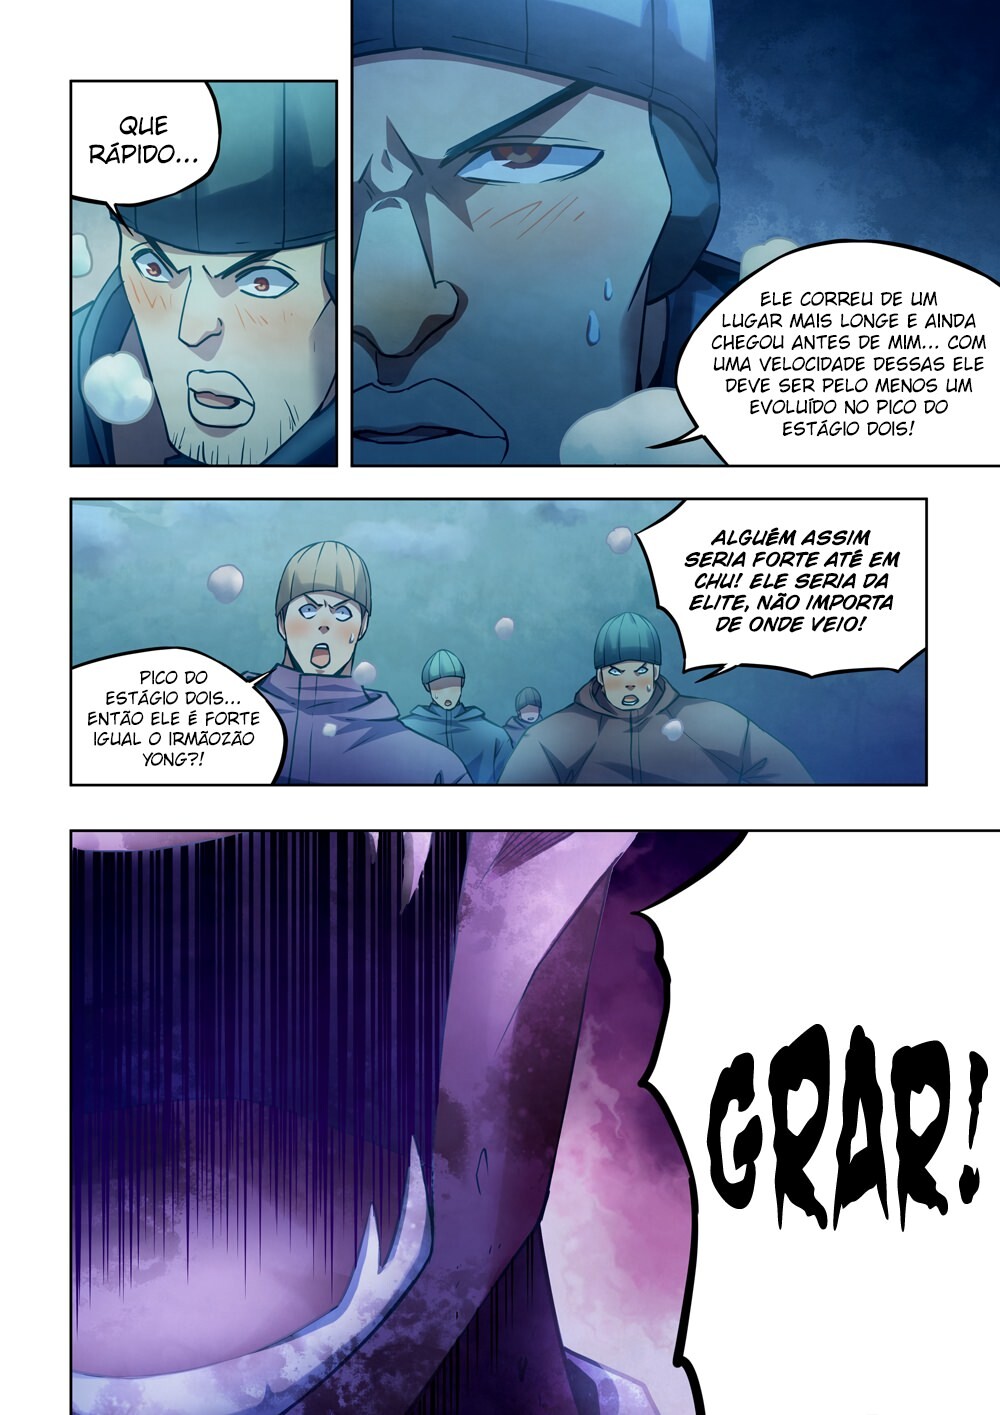 QUE
RÁPIDO...
ELE CORREU DE UM
LUGAR MAIS LONGE E AINDA
CHEGOU ANTES DE MIM... COM
UMA VELOCIDADE DESSAS ELE
DEVE SER PELO MENOS UM
EVOLUÍDO NO PICO DO
ESTÁGIO DOIS!
PICO DO
ESTÁGIO DOIS...
ENTÃO ELE É FORTE
IGUAL O IRMÃOZÃO
YONG?!
ALGUÉM ASSIM
SERIA FORTE ATÉ EM
CHU! ELE SERIA DA
ELITE, NÃO IMPORTA
DE ONDE VEIO!
GRAR!